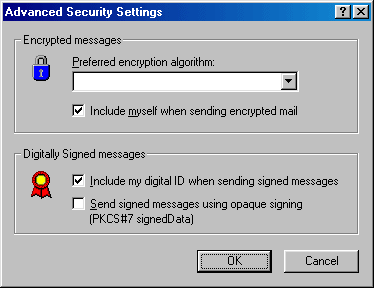 Advanced Security Settings
Encrypted messages
Preferred encryption algorithm:
Include myself when sending encrypted mail
Digitally Signed messages
Include my digital ID when sending signed messages
Send signed messages using opaque signing
(PKCS#7 signedData)
OK
Cancel